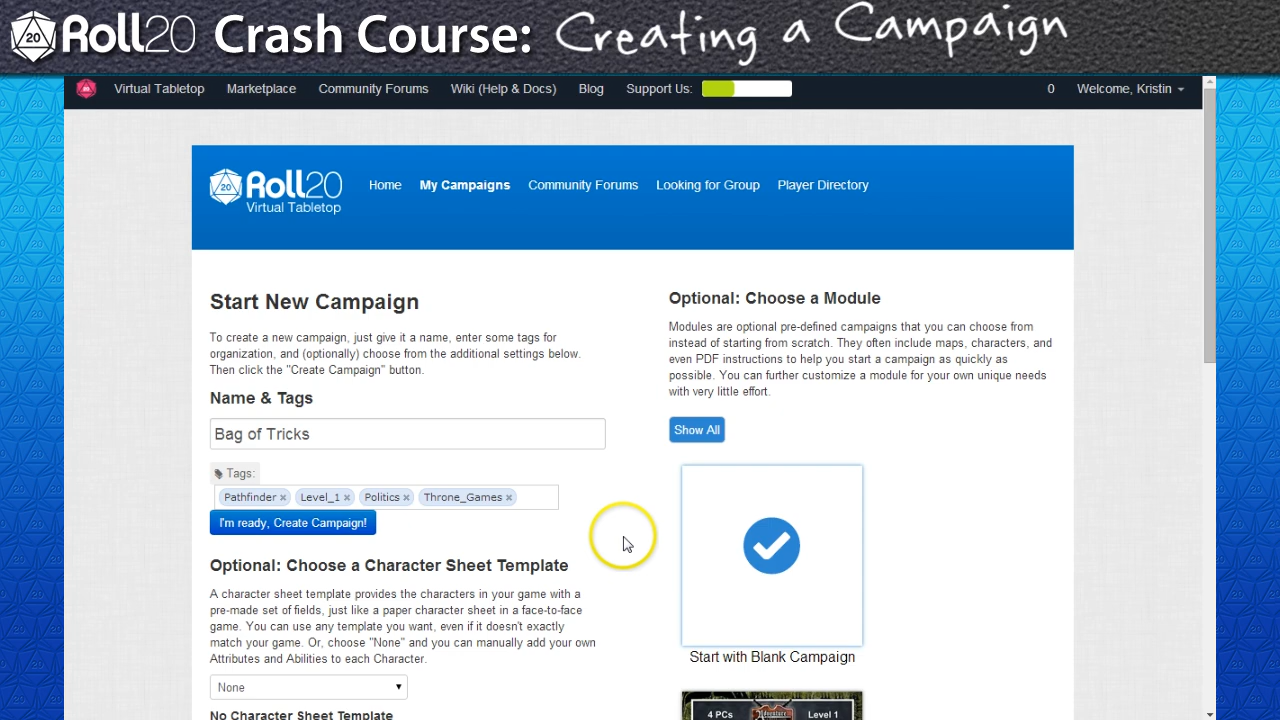 Roll20 Crash Course: Creating a Campaign
Virtual Tabletop Marketplace Community Forums Wiki (Help & Docs) Blog Support Us: 0 Welcome, Kristin
Roll20 Home My Campaigns Community Forums Looking for Group Player Directory
Virtual Tabletop
Start New Campaign
To create a new campaign, just give it a name, enter some tags for
organization, and (optionally) choose from the additional settings below.
Then click the "Create Campaign" button.
Name & Tags
Bag of Tricks
Tags:
Pathfinder × Level_1 × Politics × Throne_Games ×
I'm ready, Create Campaign!
Optional: Choose a Character Sheet Template
A character sheet template provides the characters in your game with a
pre-made set of fields, just like a paper character sheet in a face-to-face
game. You can use any template you want, even if it doesn't exactly
match your game. Or, choose "None" and you can manually add your own
Attributes and Abilities to each Character.
None
No Character Sheet Template
Optional: Choose a Module
Modules are optional pre-defined campaigns that you can choose from
instead of starting from scratch. They often include maps, characters, and
even PDF instructions to help you start a campaign as quickly as
possible. You can further customize a module for your own unique needs
with very little effort.
Show All
Start with Blank Campaign
4 PCs Adventure Level 1